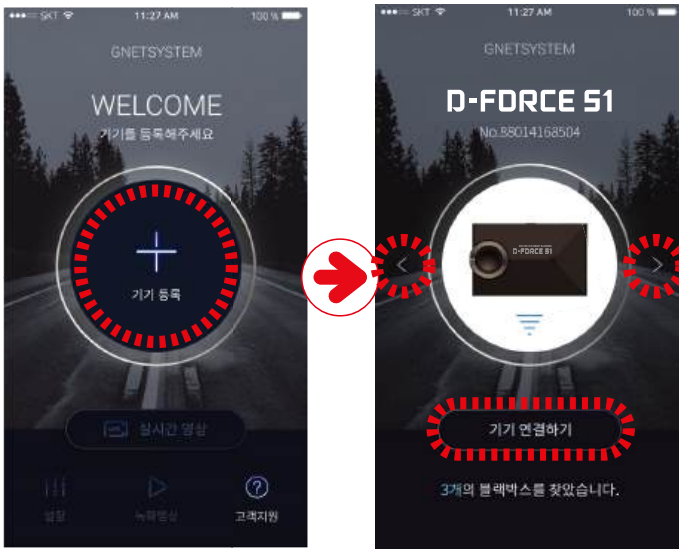 SKT
11:27 AM
100 %
GNETSYSTEM
WELCOME
기기를 등록해주세요
기기 등록
LIVE
실시간 영상
설정
녹화영상
고객지원
SKT
11:27 AM
100 %
GNETSYSTEM
D-FORCE S1
No.88014168504
D-FORCE S1
기기 연결하기
3개의 블랙박스를 찾았습니다.